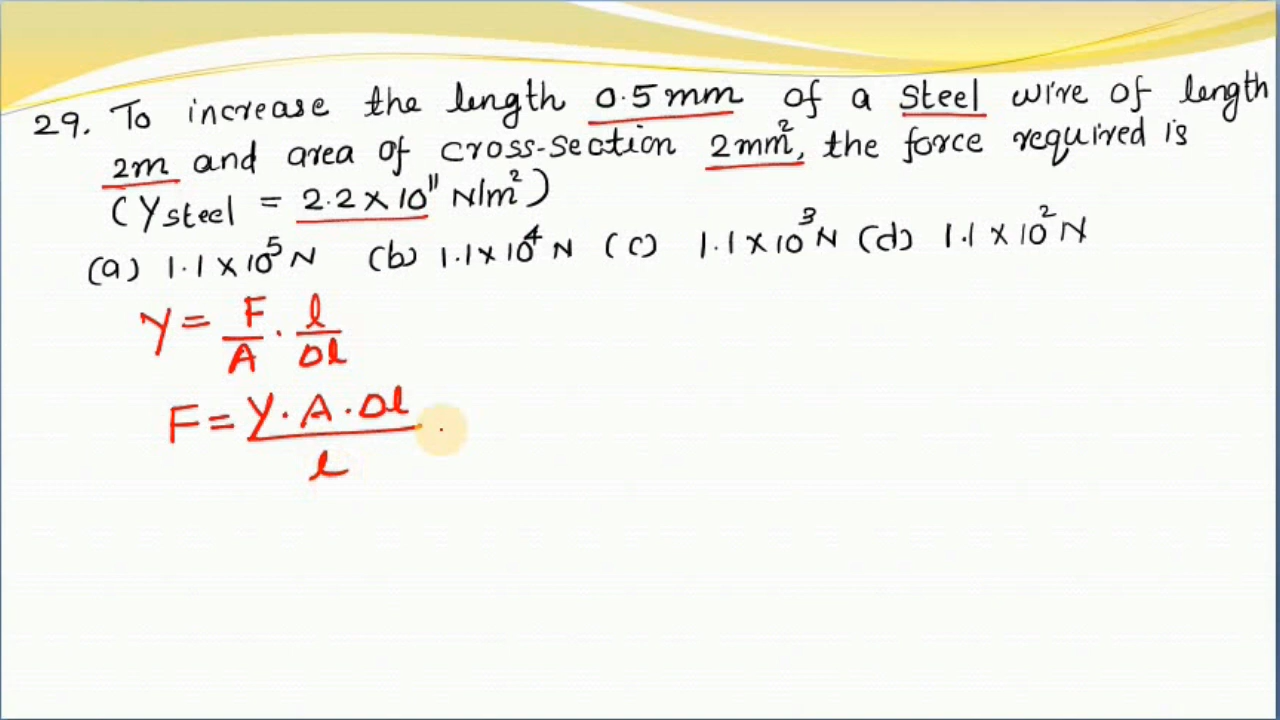 29. To increase the length 0.5mm of a steel wire of length
2m and area of cross-section 2mm², the force required is
(Ysteel = 2.2 × 10¹¹ N/m²)
(a) 1.1 × 10⁵ N (b) 1.1 × 10⁴ N (c) 1.1 × 10³ N (d) 1.1 × 10² N
Y = F/A · l/Δl
F = Y · A · Δl / l